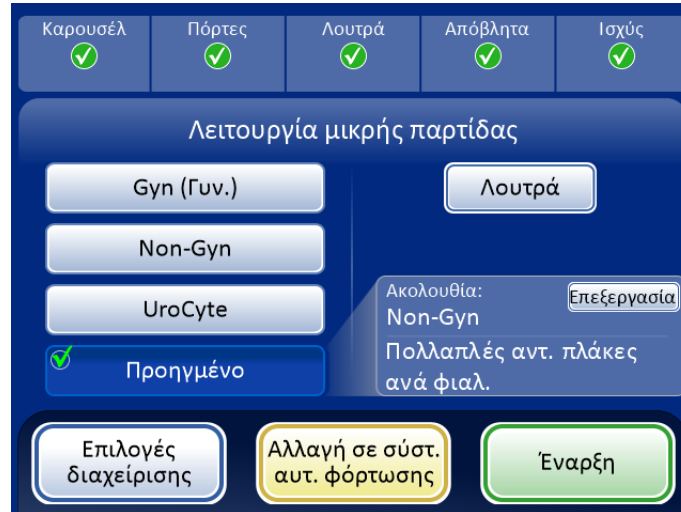 Καρουσέλ
Πόρτες
Λουτρά
Απόβλητα
Ισχύς
Λειτουργία μικρής παρτίδας
Gyn (Γυν.)
Λουτρά
Non-Gyn
UroCyte
Προηγμένο
Ακολουθία:
Επεξεργασία
Non-Gyn
Πολλαπλές αντ. πλάκες
ανά φιαλ.
Επιλογές
διαχείρισης
Αλλαγή σε σύστ.
αυτ. φόρτωσης
Έναρξη